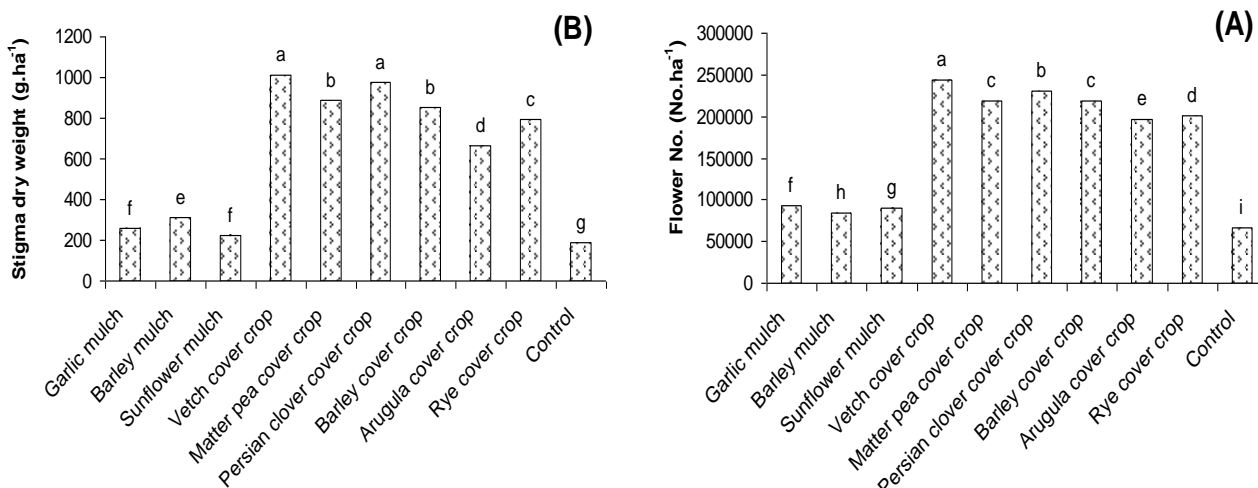 (B)
Stigma dry weight (g.ha-1)
1200
1000
800
600
400
200
0
f
e
f
a
b
a
b
d
c
g
Garlic mulch
Barley mulch
Sunflower mulch
Vetch cover crop
Matter pea cover crop
Persian clover cover crop
Barley cover crop
Arugula cover crop
Rye cover crop
Control
(A)
Flower No. (No.ha-1)
300000
250000
200000
150000
100000
50000
0
f
h
g
a
c
b
c
e
d
i
Garlic mulch
Barley mulch
Sunflower mulch
Vetch cover crop
Matter pea cover crop
Persian clover cover crop
Barley cover crop
Arugula cover crop
Rye cover crop
Control